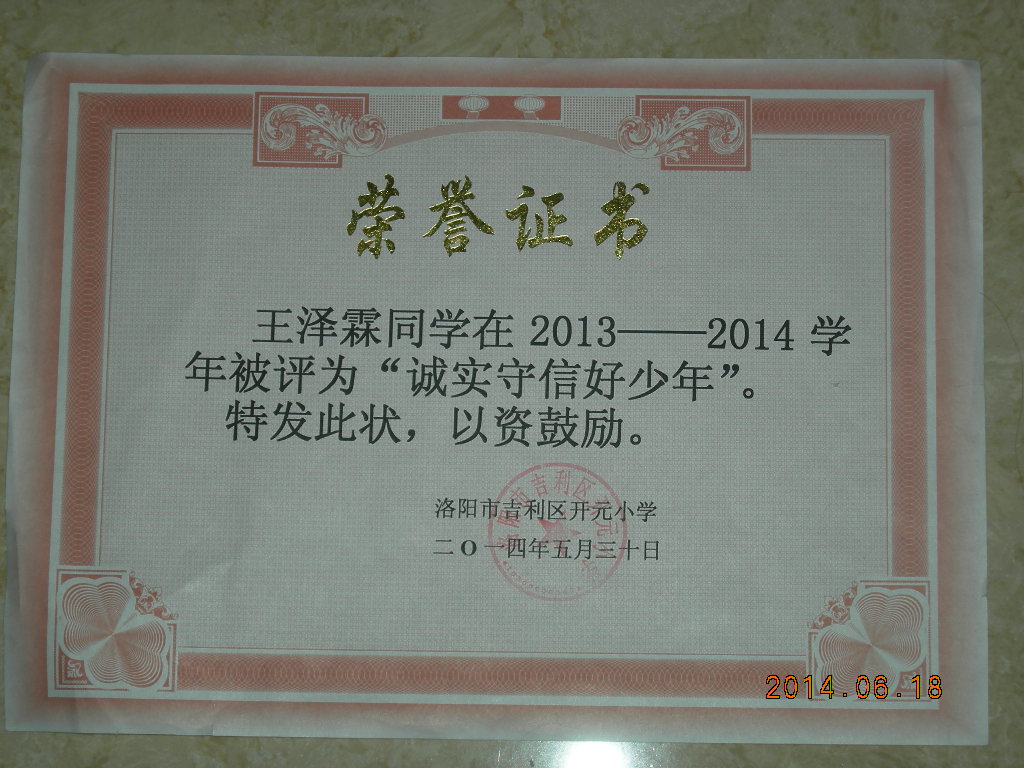 荣誉证书
王泽霖同学在 2013——2014 学
年被评为“诚实守信好少年”。
特发此状，以资鼓励。
洛阳市吉利区开元小学
二O一四年五月三十日
2014.06.18